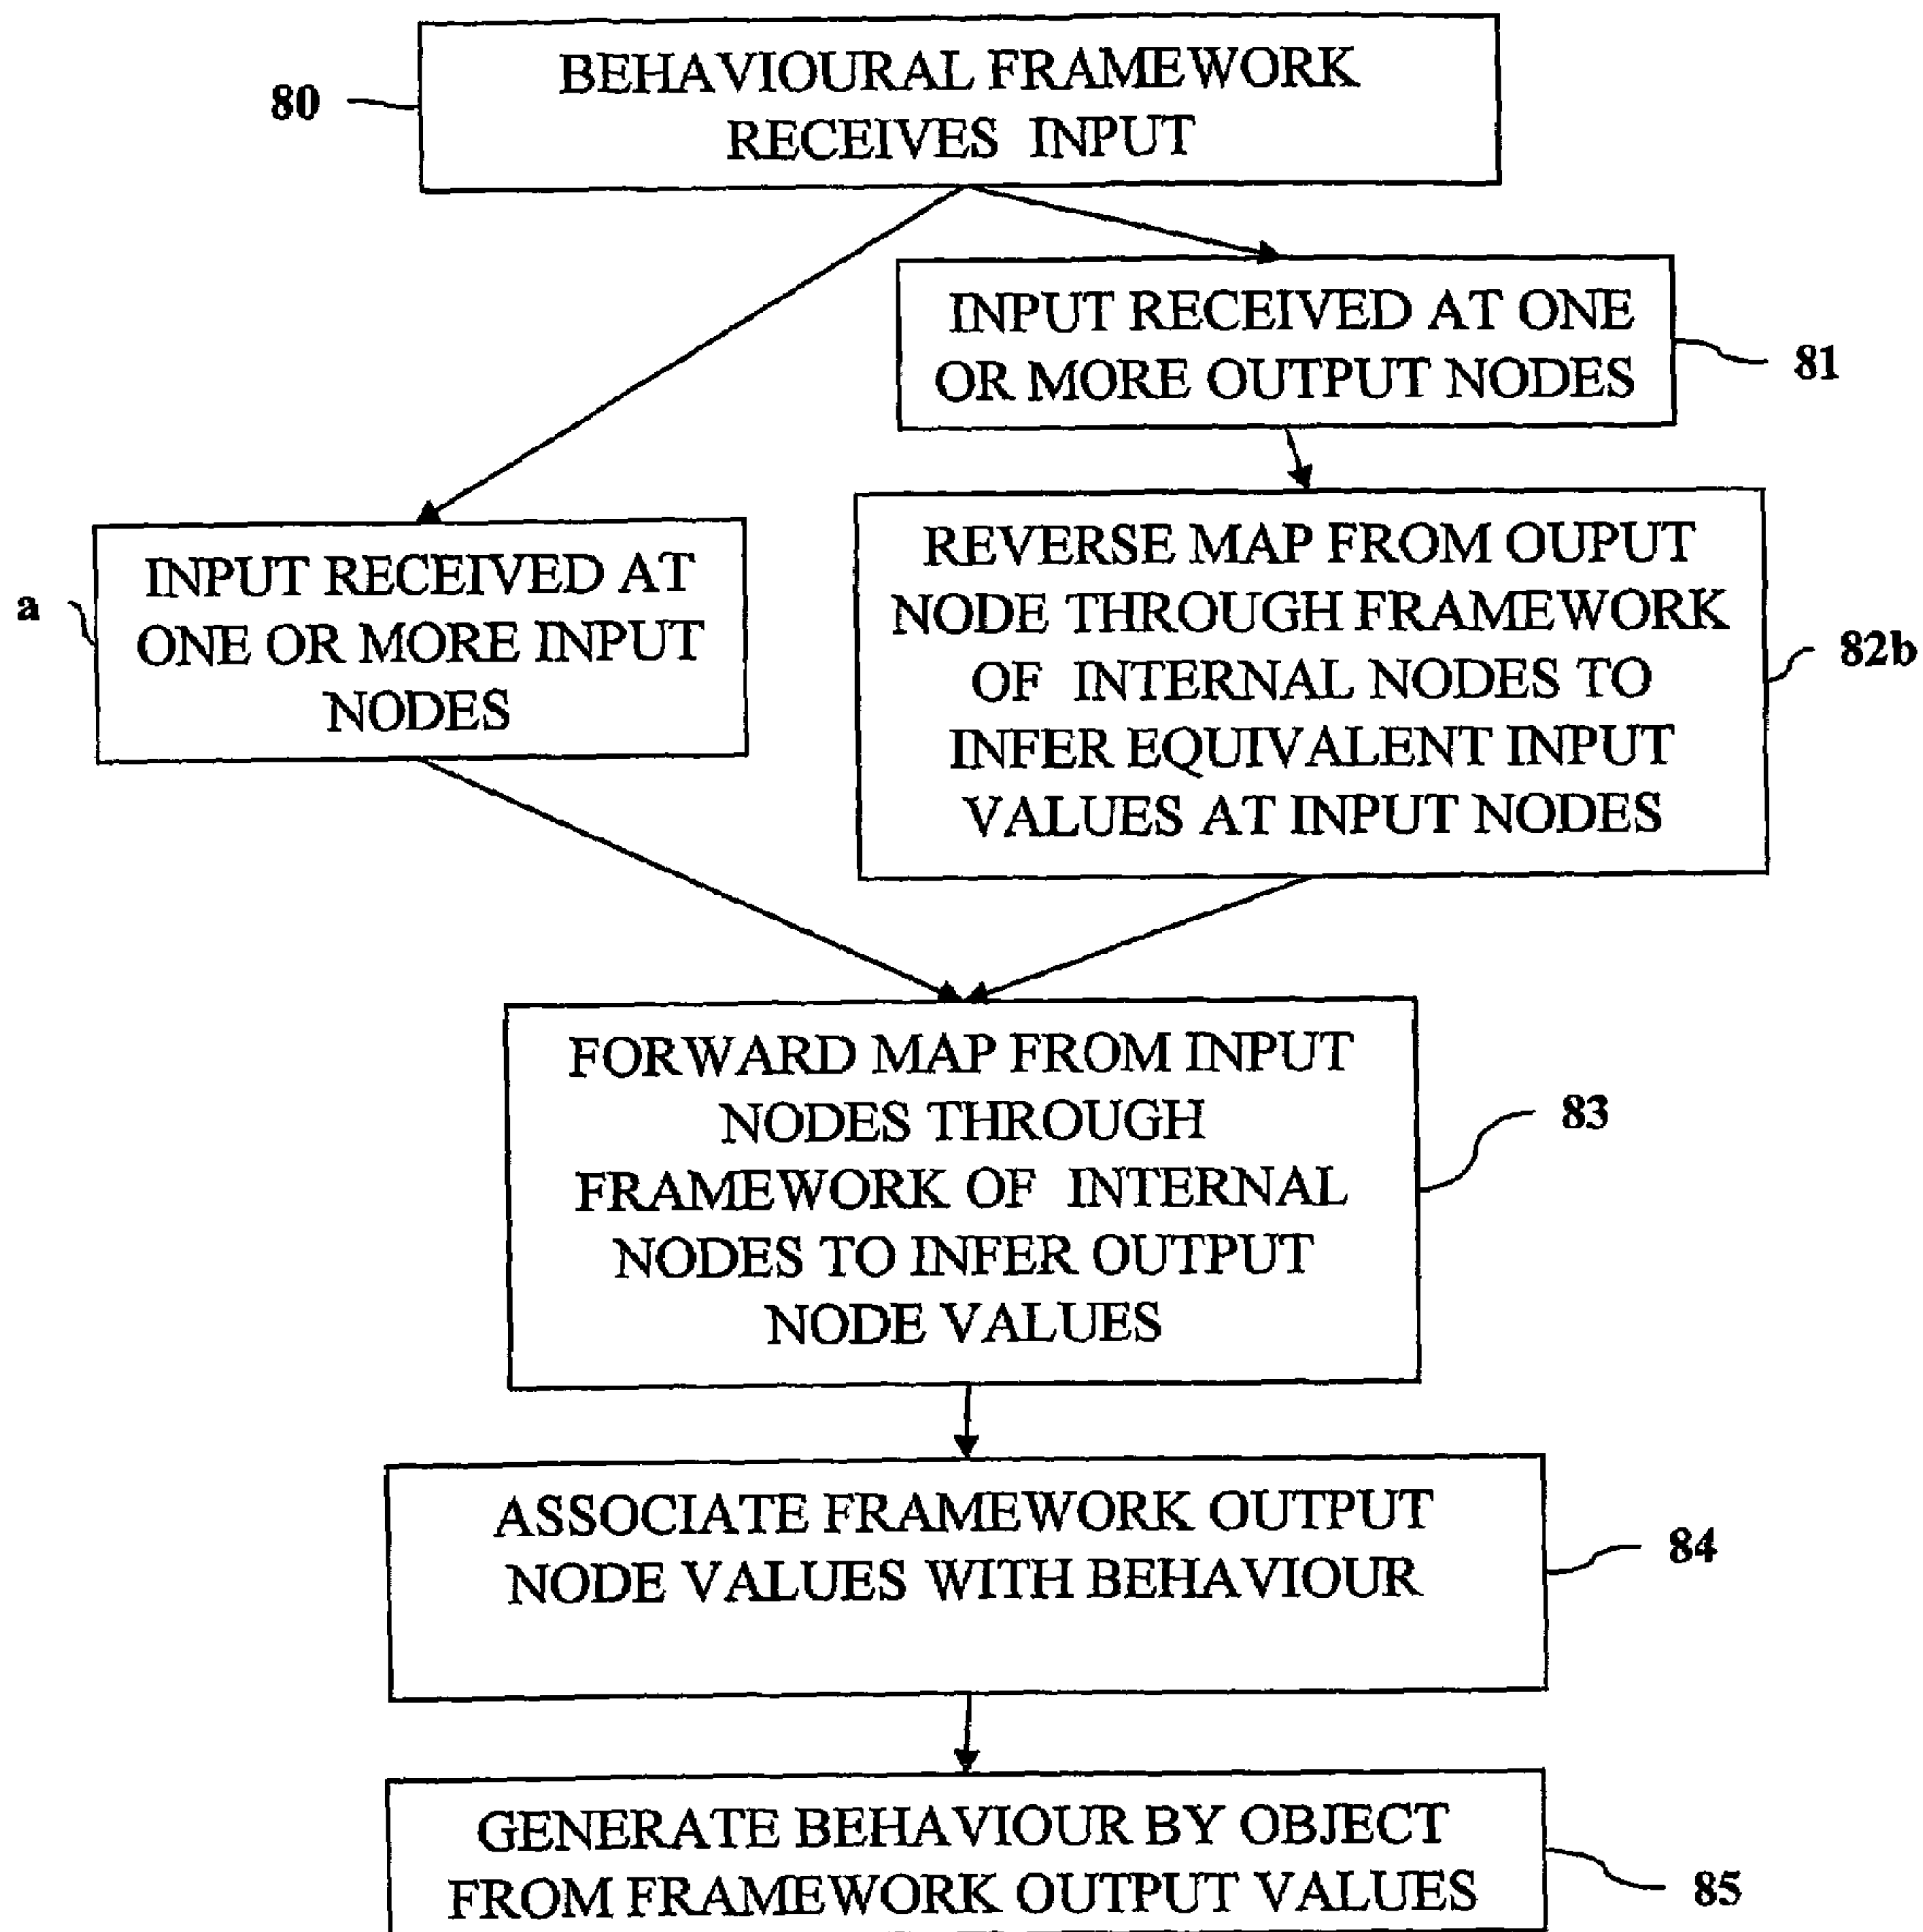 BEHAVIOURAL FRAMEWORK
RECEIVES INPUT
80
INPUT RECEIVED AT ONE
OR MORE OUTPUT NODES
81
INPUT RECEIVED AT
ONE OR MORE INPUT
NODES
a
REVERSE MAP FROM OUPUT
NODE THROUGH FRAMEWORK
OF INTERNAL NODES TO
INFER EQUIVALENT INPUT
VALUES AT INPUT NODES
82b
FORWARD MAP FROM INPUT
NODES THROUGH
FRAMEWORK OF INTERNAL
NODES TO INFER OUTPUT
NODE VALUES
83
ASSOCIATE FRAMEWORK OUTPUT
NODE VALUES WITH BEHAVIOUR
84
GENERATE BEHAVIOUR BY OBJECT
FROM FRAMEWORK OUTPUT VALUES
85